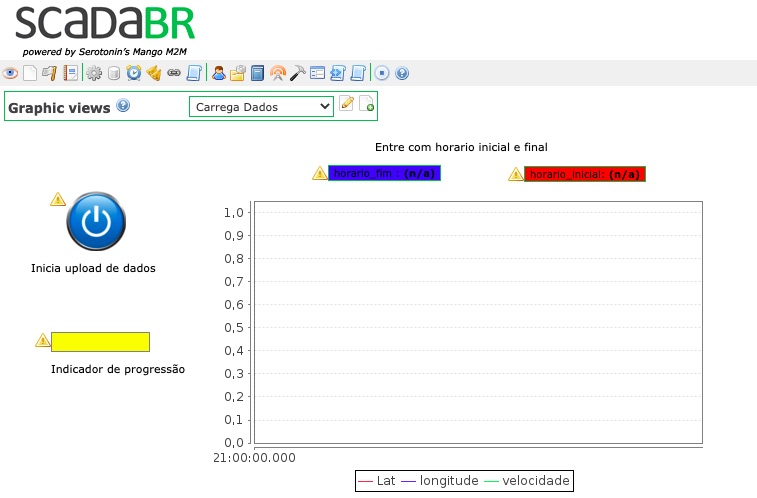 SCADABR
powered by Serotonin's Mango M2M
Graphic views
Carrega Dados
Entre com horario inicial e final
horario_fim : (n/a)
horario_inicial: (n/a)
Inicia upload de dados
Indicador de progressão
1,0
0,9
0,8
0,7
0,6
0,5
0,4
0,3
0,2
0,1
0,0
21:00:00.000
Lat longitude velocidade